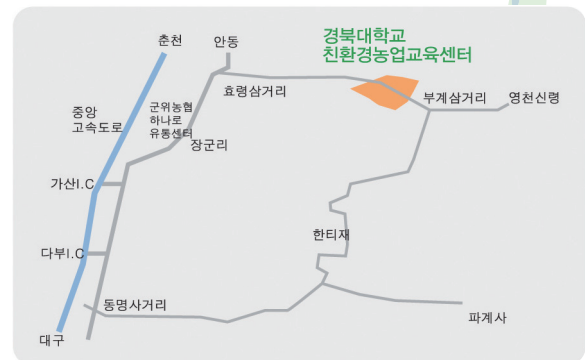 경북대학교
친환경농업교육센터
춘천
안동
효령삼거리
부계삼거리
영천신령
중앙
고속도로
군위농협
하나로
유통센터
장군리
가산I.C
한티재
다부I.C
동명사거리
파계사
대구